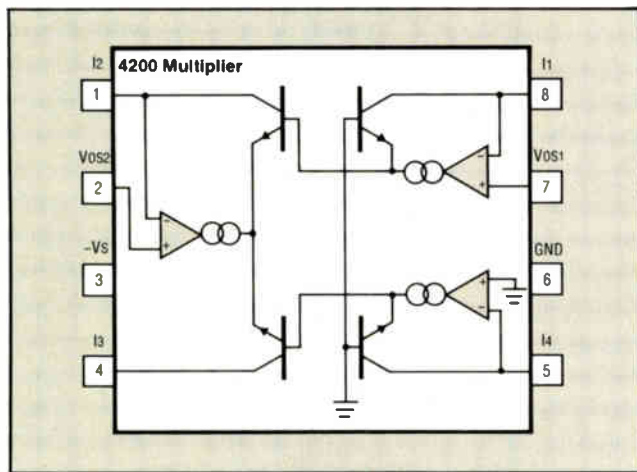 4200 Multiplier
I2
1
VOS2
2
-VS
3
I3
4
I1
8
VOS1
7
GND
6
I4
5
-
+
-
+
+
-